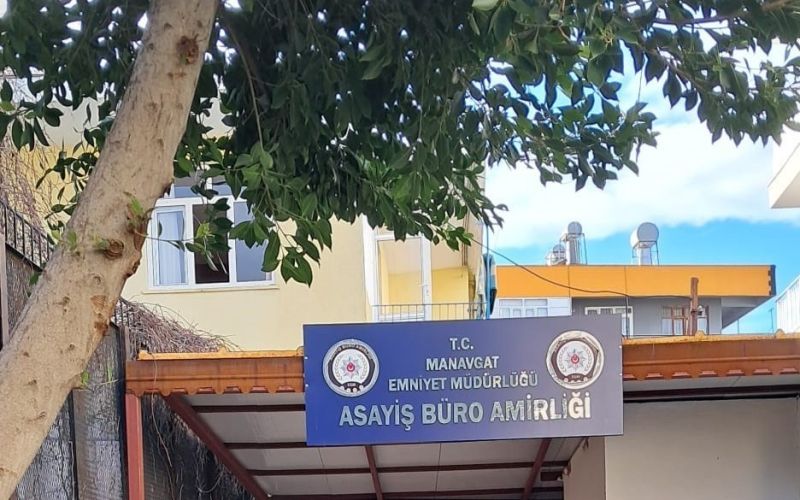 T.C.
MANAVGAT
EMNİYET MÜDÜRLÜĞÜ
ASAYİŞ BÜRO AMİRLİĞİ